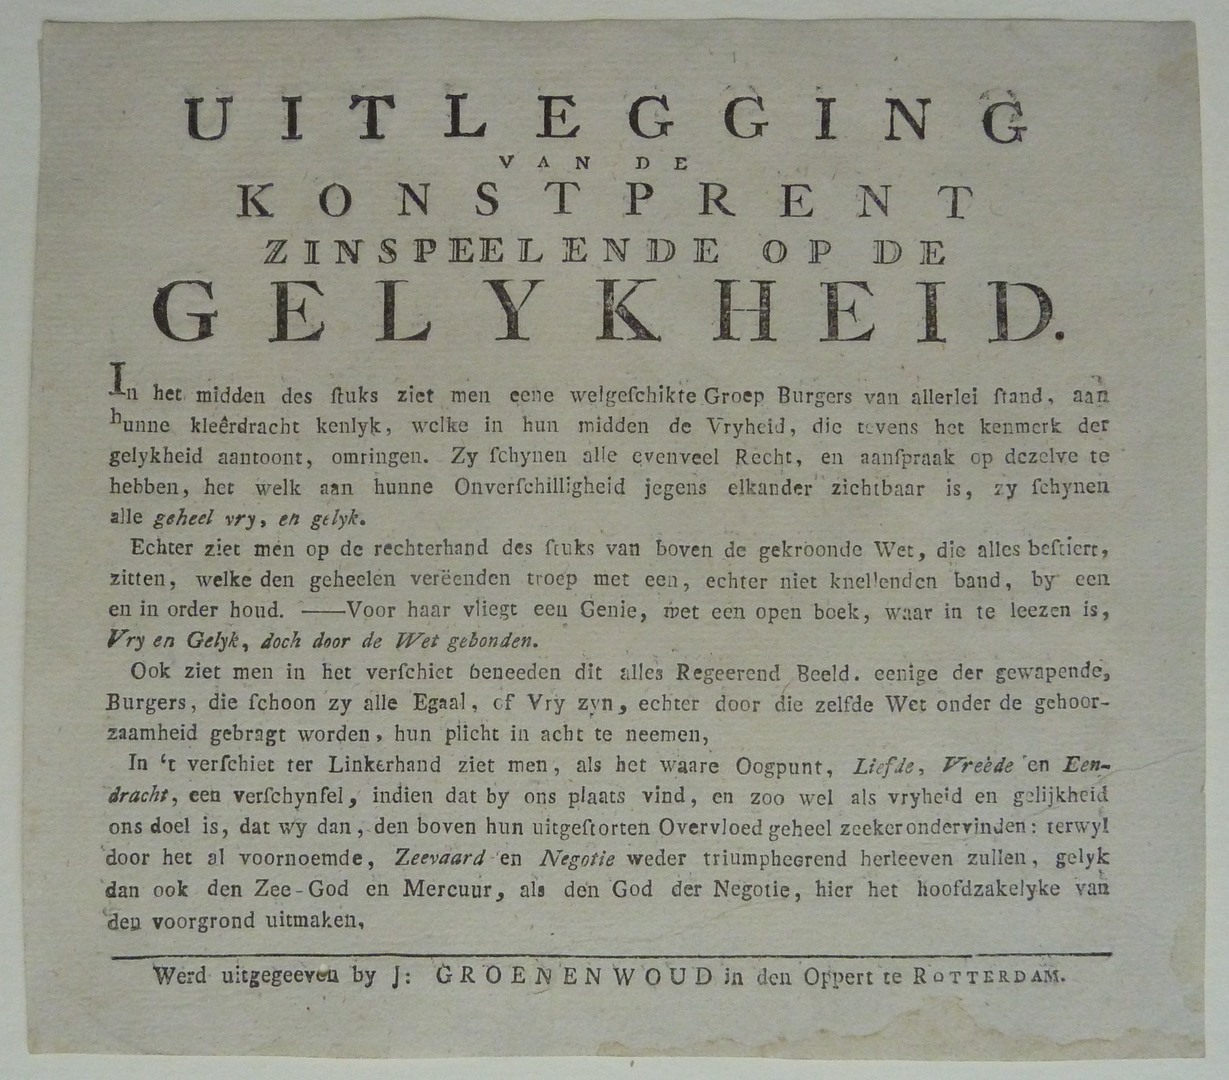 UITLEGGING
VAN DE
KONSTPRENT
ZINSPEELENDE OP DE
GELYKHEID.
In het midden des ſtuks ziet men eene welgeſchikte Groep Burgers van allerlei ſtand, aan
hunne kleêrdracht kenlyk, welke in hun midden de Vryheid, die tevens het kenmerk der
gelykheid aantoont, omringen. Zy ſchynen alle evenveel Recht, en aanſpraak op dezelve te
hebben, het welk aan hunne Onverſchilligheid jegens elkander zichtbaar is, zy ſchynen
alle geheel vry, en gelyk.
Echter ziet men op de rechterhand des ſtuks van boven de gekroonde Wet, die alles beſtiert,
zitten, welke den geheelen vereënden troep met een, echter niet knellenden band, by een
en in order houd. ——Voor haar vliegt een Genie, met een open boek, waar in te leezen is,
Vry en Gelyk, doch door de Wet gebonden.
Ook ziet men in het verſchiet beneeden dit alles Regeerend Beeld. eenige der gewapende,
Burgers, die ſchoon zy alle Egaal, of Vry zyn, echter door die zelfde Wet onder de gehoor-
zaamheid gebragt worden, hun plicht in acht te neemen,
In 't verſchiet ter Linkerhand ziet men, als het waare Oogpunt, Liefde, Vreède en Een-
dracht, een verſchynſel, indien dat by ons plaats vind, en zoo wel als vryheid en gelijkheid
ons doel is, dat wy dan, den boven hun uitgeſtorten Overvloed geheel zeeker ondervinden: terwyl
door het al voornoemde, Zeevaard en Negotie weder triumpheerend herleeven zullen, gelyk
dan ook den Zee-God en Mercuur, als den God der Negotie, hier het hoofdzakelyke van
den voorgrond uitmaken,
Werd uitgegeeven by J: GROENENWOUD in den Oppert te ROTTERDAM.